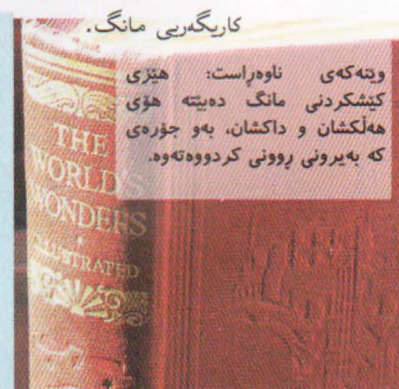 کاریگەریی مانگ.
وێنەکەی ناوەڕاست: هێزی
کێشکردنی مانگ دەبێتە هۆی
هەڵکشان و داکشان، بەو جۆرەی
کە بەیرونی ڕوونی کردووەتەوە.
THE
WORLD'S
WONDERS
ILLUSTRATED